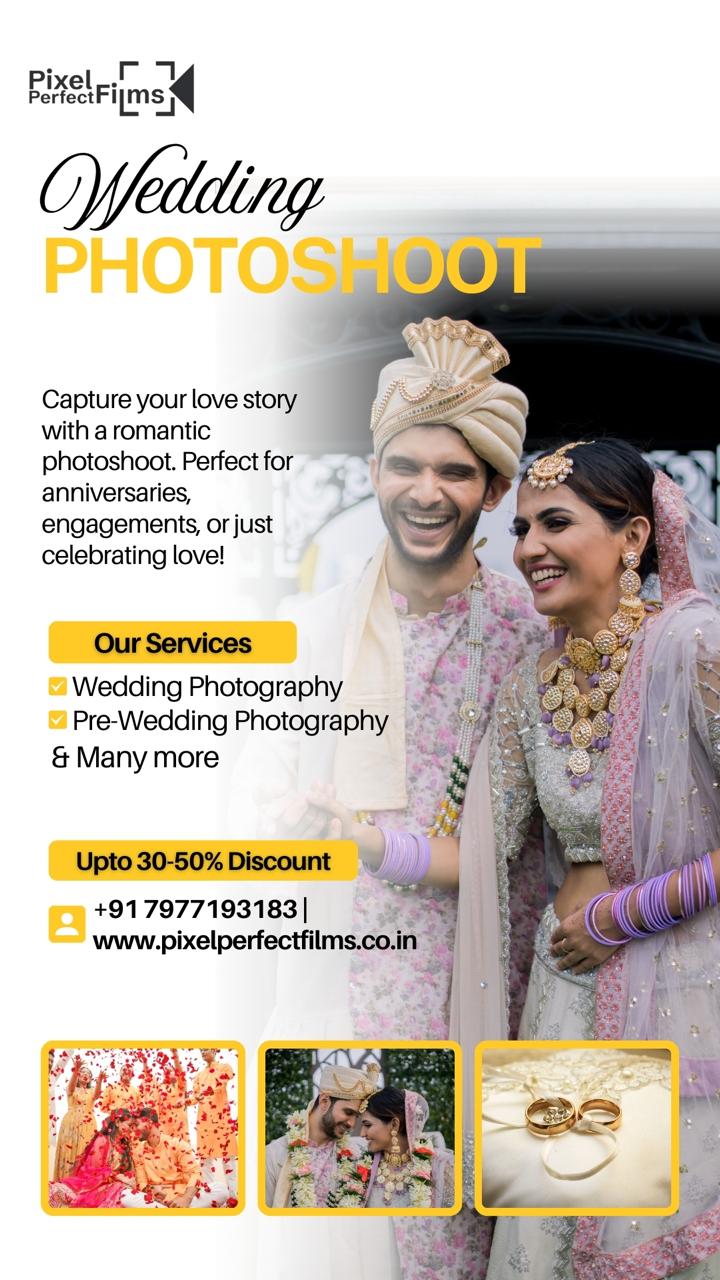 Pixel
Perfect Films
Wedding
PHOTOSHOOT
Capture your love story
with a romantic
photoshoot. Perfect for
anniversaries,
engagements, or just
celebrating love!
Our Services
Wedding Photography
Pre-Wedding Photography
& Many more
Upto 30-50% Discount
+91 7977193183 |
www.pixelperfectfilms.co.in